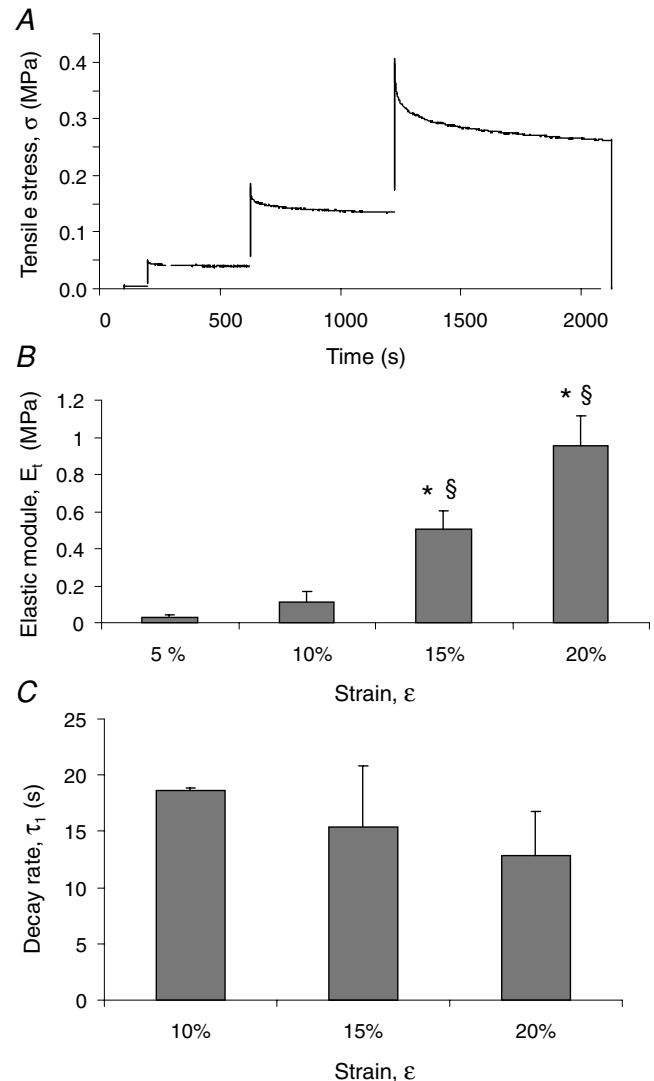 A
Tensile stress, σ (MPa)
0.4
0.3
0.2
0.1
0.0
0 500 1000 1500 2000
Time (s)
B
Elastic module, Et (MPa)
1.2
1
0.8
0.6
0.4
0.2
0
* §
* §
5 % 10% 15% 20%
Strain, ε
C
Decay rate, τ1 (s)
25
20
15
10
5
0
10% 15% 20%
Strain, ε